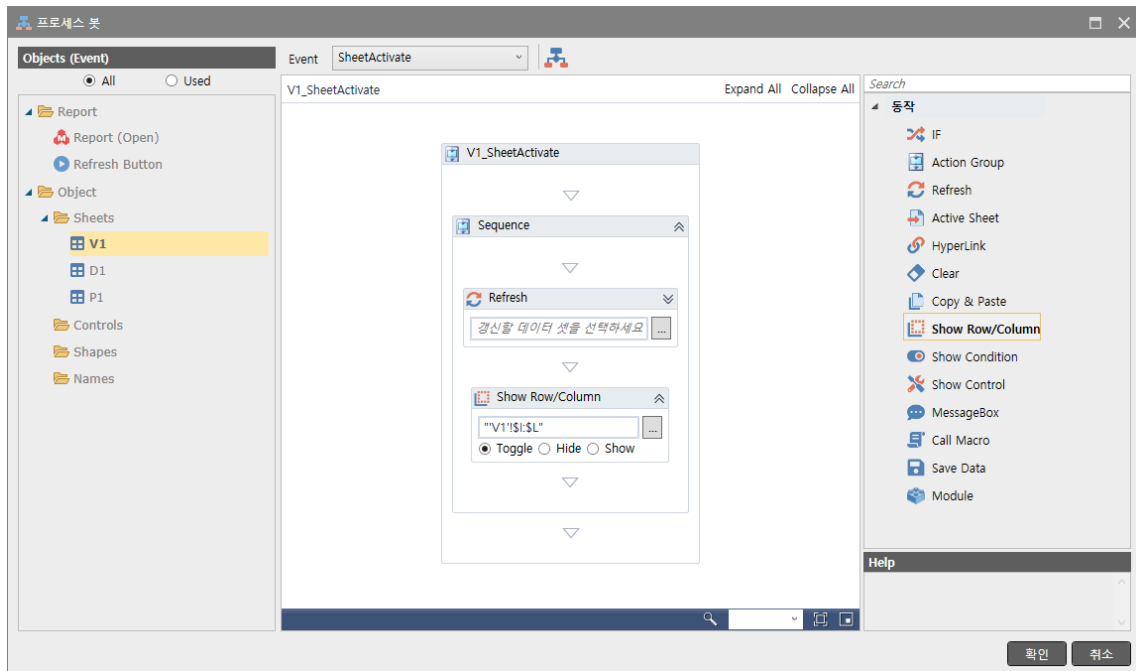 프로세스 봇
Objects (Event)
All
Used
Report
Report (Open)
Refresh Button
Object
Sheets
V1
D1
P1
Controls
Shapes
Names
Event
SheetActivate
V1_SheetActivate
Expand All
Collapse All
V1_SheetActivate
Sequence
Refresh
갱신할 데이터 셋을 선택하세요
...
Show Row/Column
"'V1'!$I:$L"
...
Toggle
Hide
Show
Search
동작
IF
Action Group
Refresh
Active Sheet
HyperLink
Clear
Copy & Paste
Show Row/Column
Show Condition
Show Control
MessageBox
Call Macro
Save Data
Module
Help
확인
취소